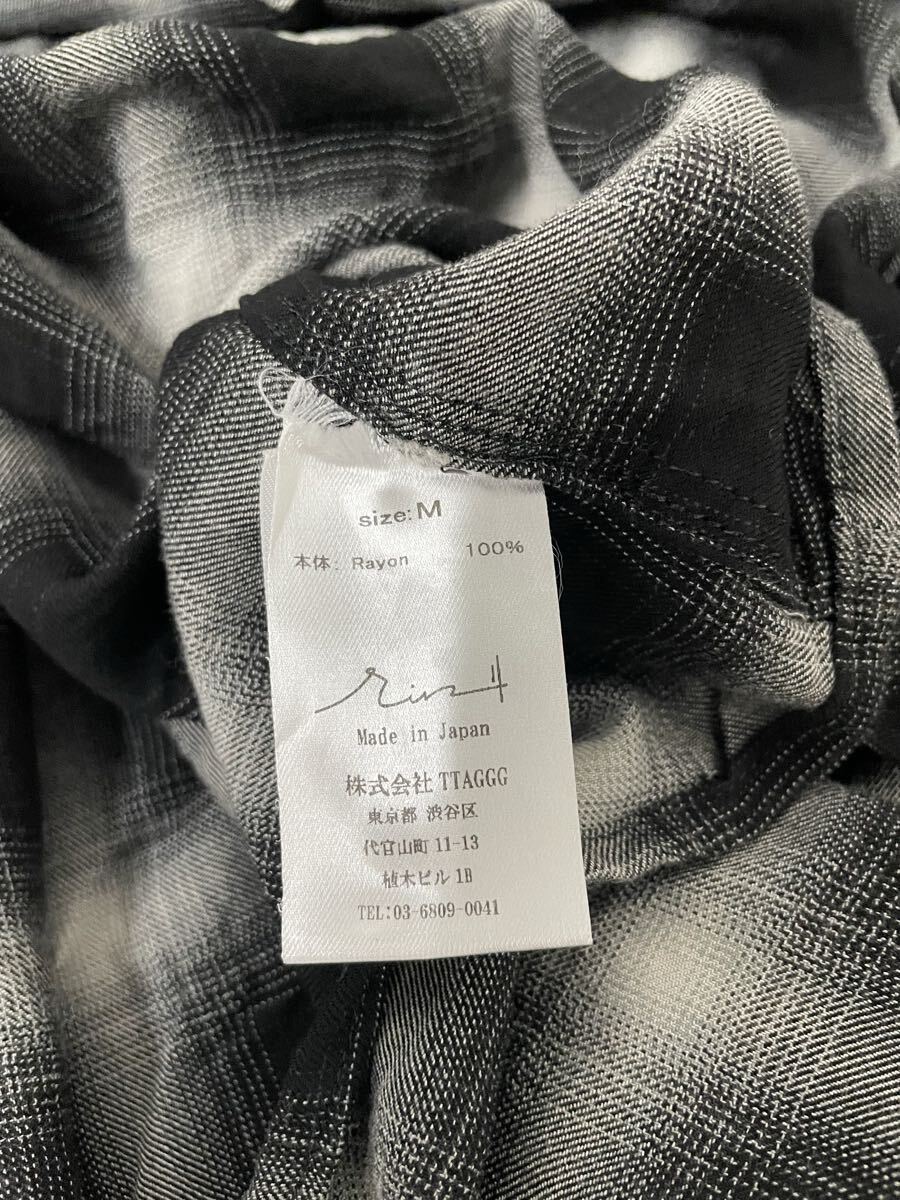 size: M
本体: Rayon 100%
Made in Japan
株式会社 TTAGGG
東京都 渋谷区
代官山町 11-13
植木ビル 1B
TEL:03-6809-0041